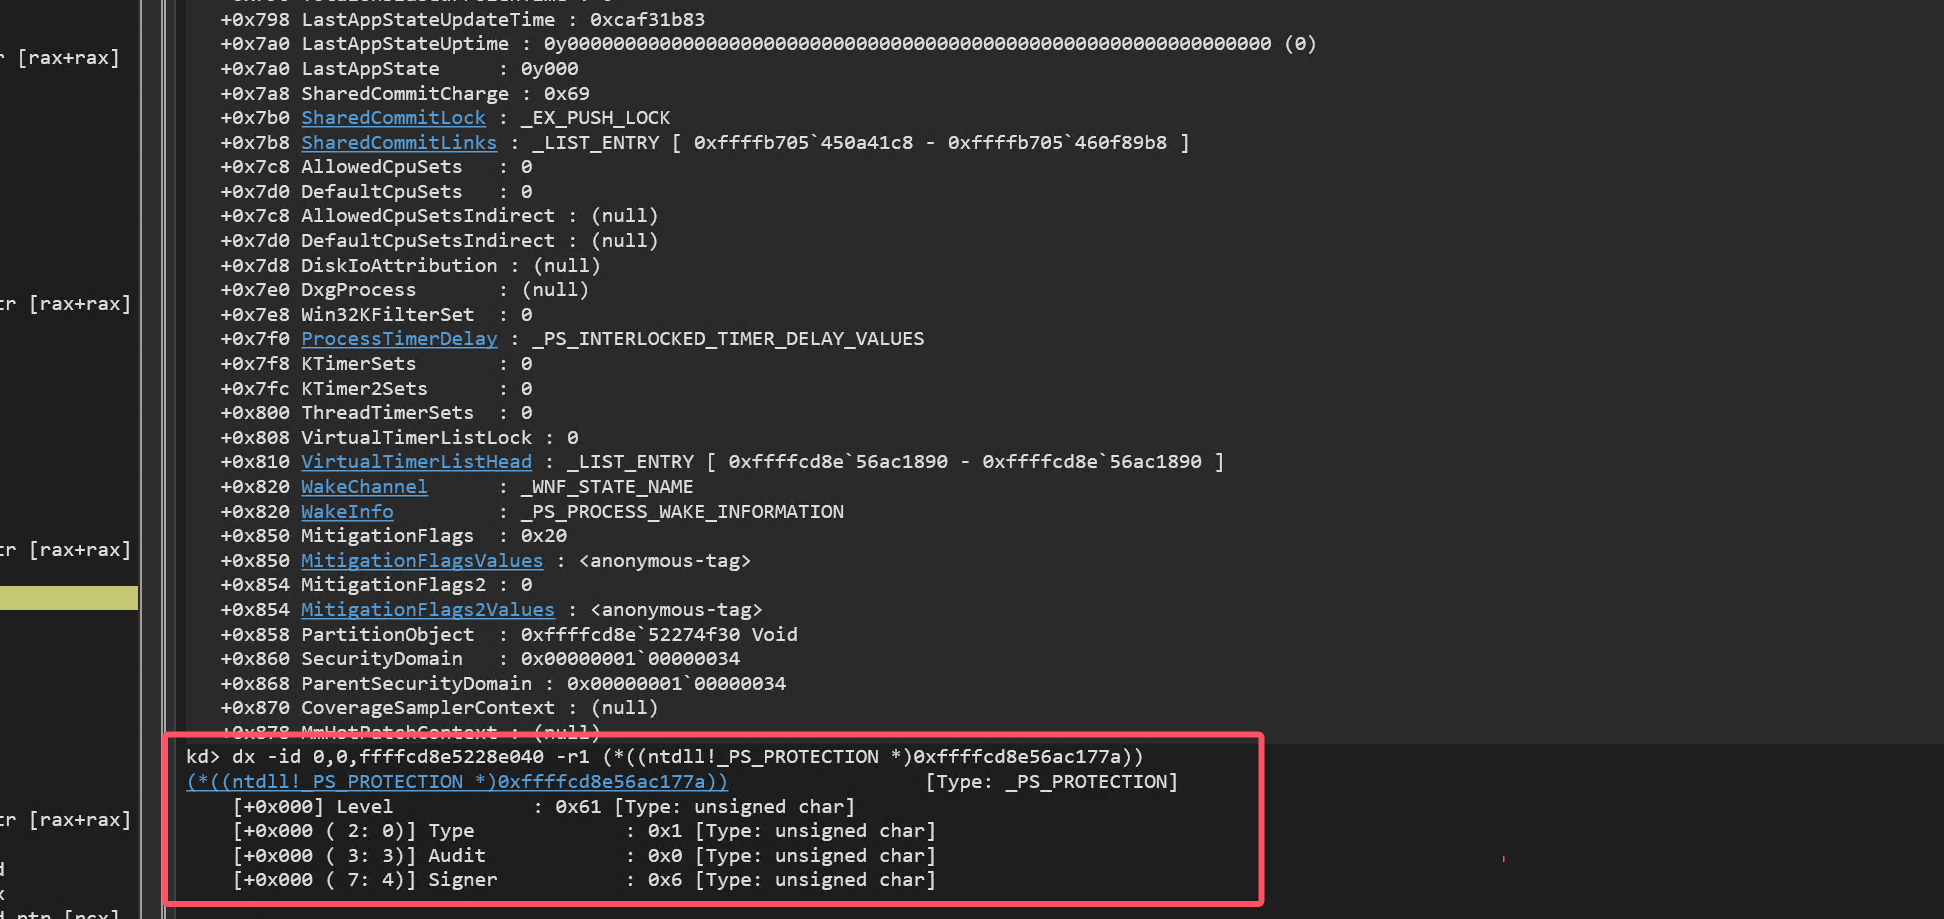 +0x798 LastAppStateUpdateTime : 0xcaf31b83
+0x7a0 LastAppStateUptime : 0y0000000000000000000000000000000000000000000000000000000000000 (0)
+0x7a0 LastAppState     : 0y000
+0x7a8 SharedCommitCharge : 0x69
+0x7b0 SharedCommitLock : _EX_PUSH_LOCK
+0x7b8 SharedCommitLinks : _LIST_ENTRY [ 0xffffb705`450a41c8 - 0xffffb705`460f89b8 ]
+0x7c8 AllowedCpuSets   : 0
+0x7d0 DefaultCpuSets   : 0
+0x7c8 AllowedCpuSetsIndirect : (null)
+0x7d0 DefaultCpuSetsIndirect : (null)
+0x7d8 DiskIoAttribution : (null)
+0x7e0 DxgProcess       : (null)
+0x7e8 Win32KFilterSet  : 0
+0x7f0 ProcessTimerDelay : _PS_INTERLOCKED_TIMER_DELAY_VALUES
+0x7f8 KTimerSets       : 0
+0x7fc KTimer2Sets      : 0
+0x800 ThreadTimerSets  : 0
+0x808 VirtualTimerListLock : 0
+0x810 VirtualTimerListHead : _LIST_ENTRY [ 0xffffcd8e`56ac1890 - 0xffffcd8e`56ac1890 ]
+0x820 WakeChannel      : _WNF_STATE_NAME
+0x820 WakeInfo         : _PS_PROCESS_WAKE_INFORMATION
+0x850 MitigationFlags  : 0x20
+0x850 MitigationFlagsValues : <anonymous-tag>
+0x854 MitigationFlags2 : 0
+0x854 MitigationFlags2Values : <anonymous-tag>
+0x858 PartitionObject  : 0xffffcd8e`52274f30 Void
+0x860 SecurityDomain   : 0x00000001`00000034
+0x868 ParentSecurityDomain : 0x00000001`00000034
+0x870 CoverageSamplerContext : (null)
+0x878 MmHotPatchContext : (null)
kd> dx -id 0,0,ffffcd8e5228e040 -r1 (*((ntdll!_PS_PROTECTION *)0xffffcd8e56ac177a))
(*((ntdll!_PS_PROTECTION *)0xffffcd8e56ac177a))                 [Type: _PS_PROTECTION]
[+0x000] Level            : 0x61 [Type: unsigned char]
[+0x000 ( 2: 0)] Type             : 0x1 [Type: unsigned char]
[+0x000 ( 3: 3)] Audit            : 0x0 [Type: unsigned char]
[+0x000 ( 7: 4)] Signer           : 0x6 [Type: unsigned char]
[rax+rax]
[rax+rax]
[rax+rax]
[rax+rax]